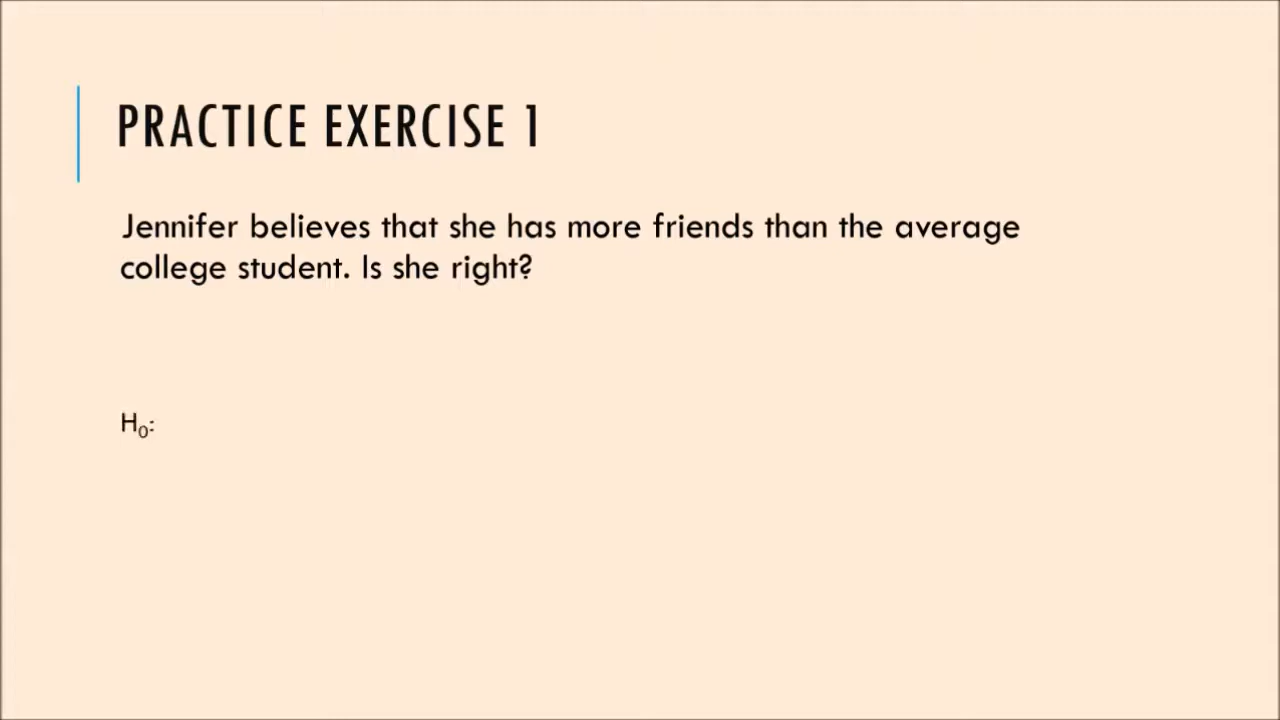 PRACTICE EXERCISE 1
Jennifer believes that she has more friends than the average
college student. Is she right?
H₀: